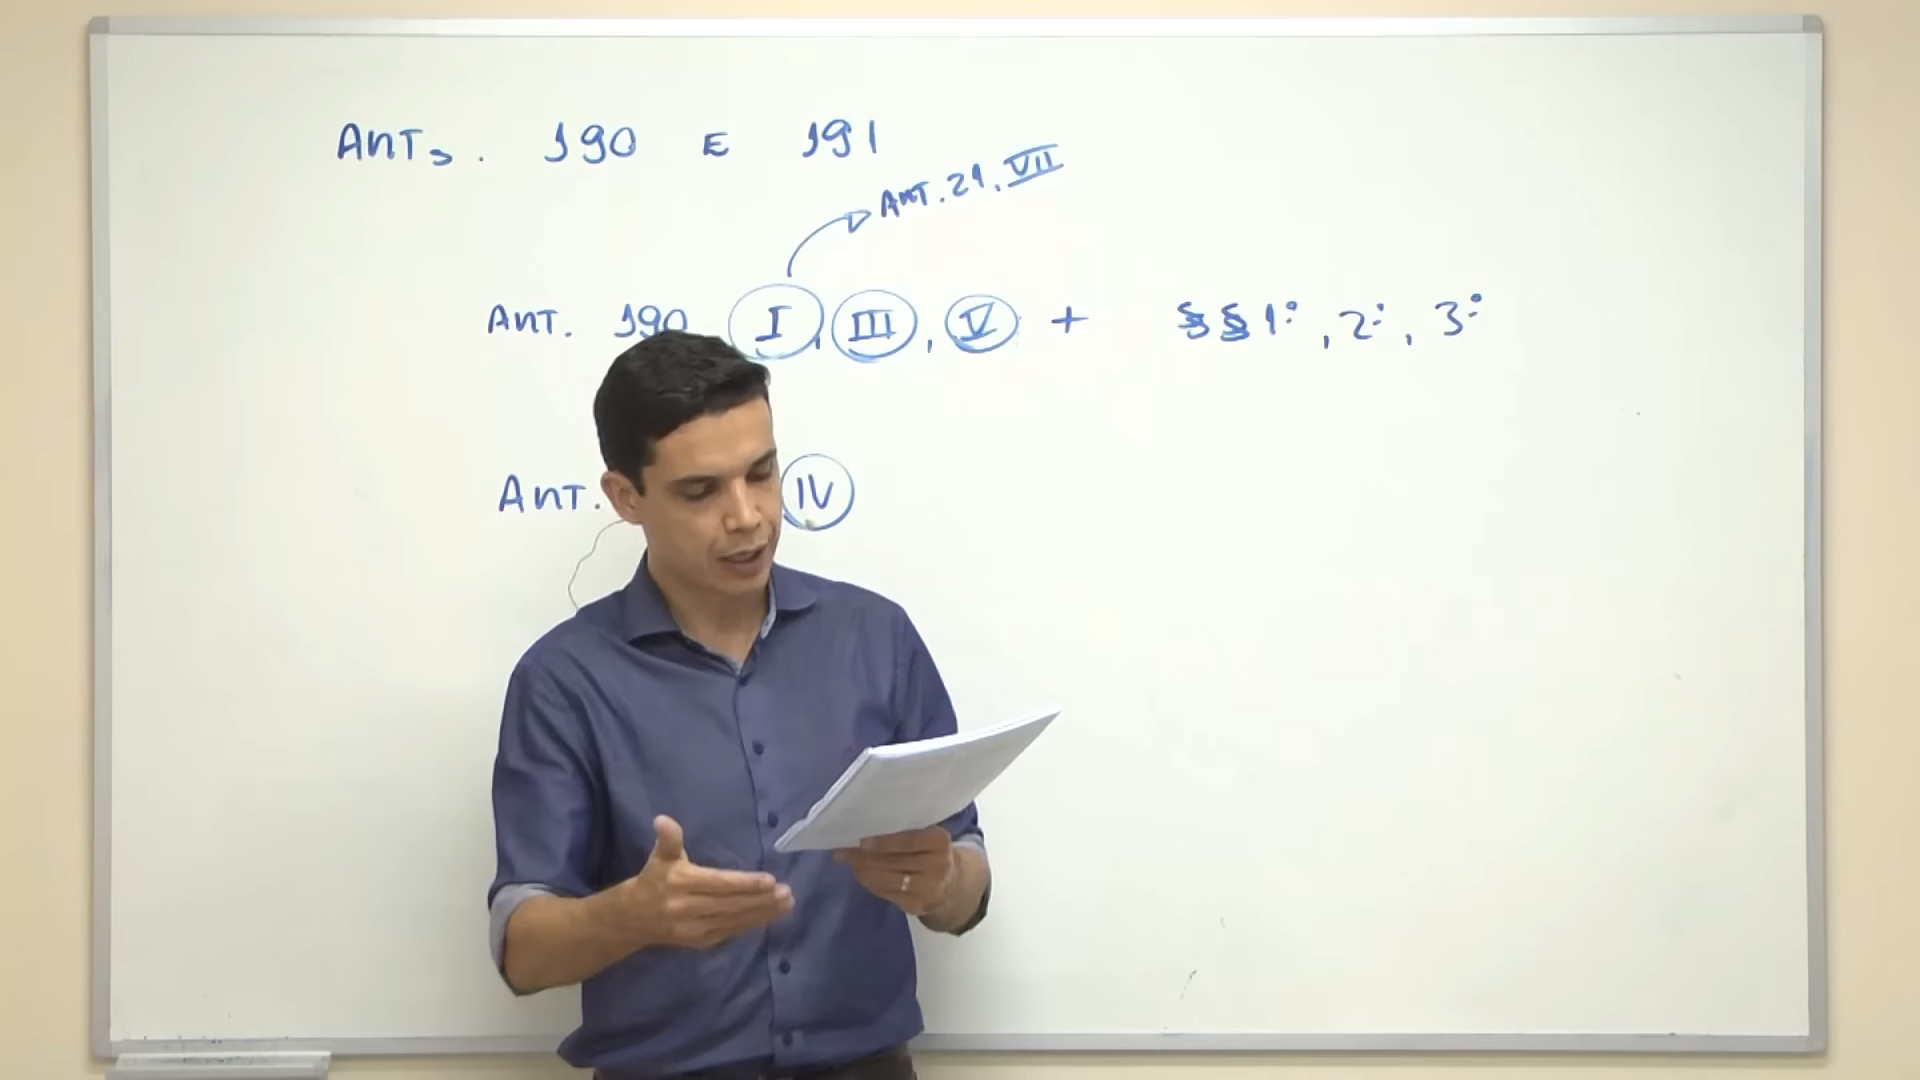 ARTs. 190 E 191
ART. 21, VII
ART. 190 I, III, V + §§ 1º, 2º, 3º
ART. IV